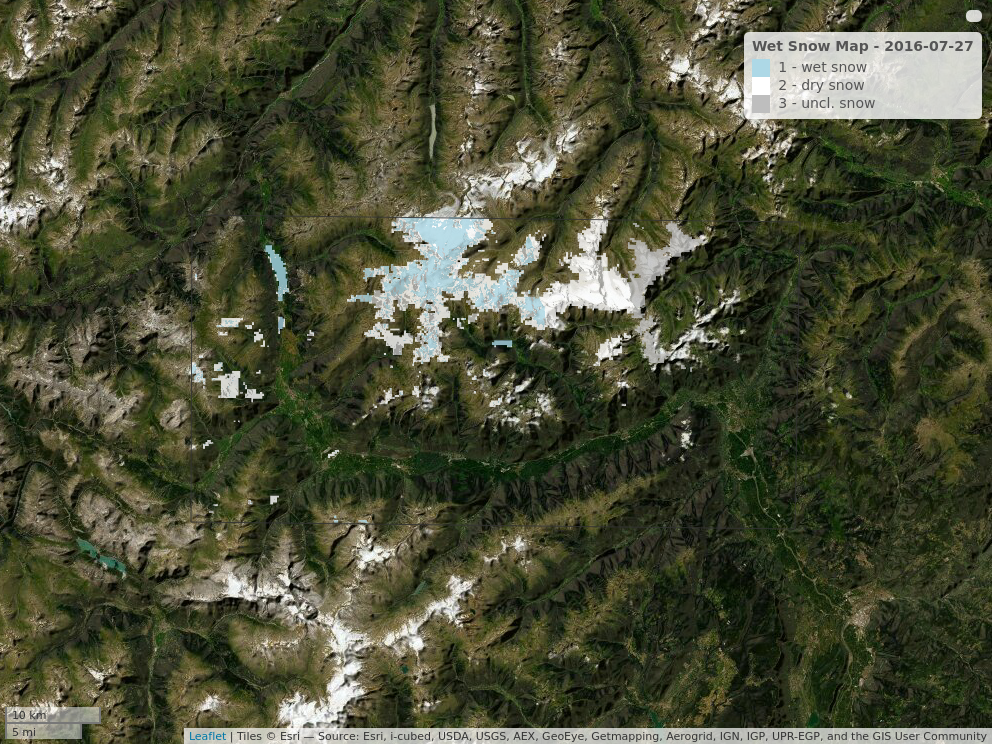 Wet Snow Map - 2016-07-27
1 - wet snow
2 - dry snow
3 - uncl. snow
10 km
5 mi
Leaflet | Tiles © Esri — Source: Esri, i-cubed, USDA, USGS, AEX, GeoEye, Getmapping, Aerogrid, IGN, IGP, UPR-EGP, and the GIS User Community